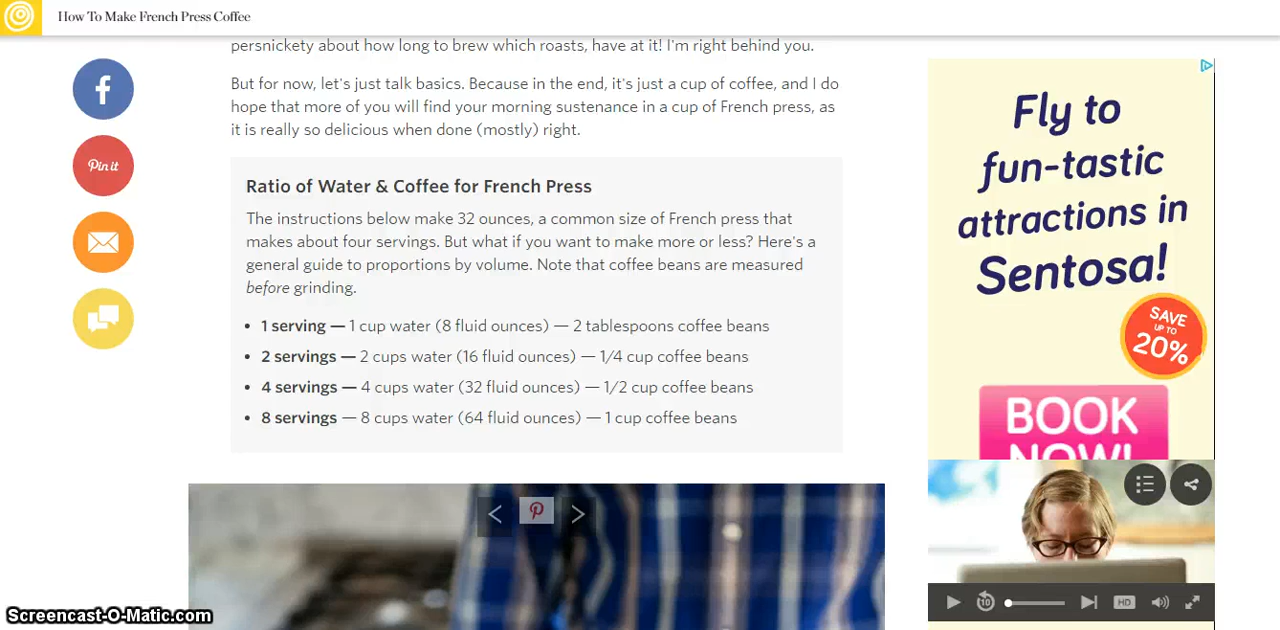 How To Make French Press Coffee
persnickety about how long to brew which roasts, have at it! I'm right behind you.
But for now, let's just talk basics. Because in the end, it's just a cup of coffee, and I do
hope that more of you will find your morning sustenance in a cup of French press, as
it is really so delicious when done (mostly) right.
Pin it
Ratio of Water & Coffee for French Press
The instructions below make 32 ounces, a common size of French press that
makes about four servings. But what if you want to make more or less? Here's a
general guide to proportions by volume. Note that coffee beans are measured
before grinding.
• 1 serving — 1 cup water (8 fluid ounces) — 2 tablespoons coffee beans
• 2 servings — 2 cups water (16 fluid ounces) — 1/4 cup coffee beans
• 4 servings — 4 cups water (32 fluid ounces) — 1/2 cup coffee beans
• 8 servings — 8 cups water (64 fluid ounces) — 1 cup coffee beans
Fly to
fun-tastic
attractions in
Sentosa!
SAVE
UP TO
20%
BOOK
NOW!
10
HD
Screencast-O-Matic.com